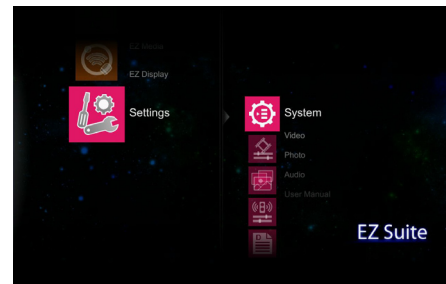 EZ Media
EZ Display
Settings
System
Video
Photo
Audio
User Manual
EZ Suite